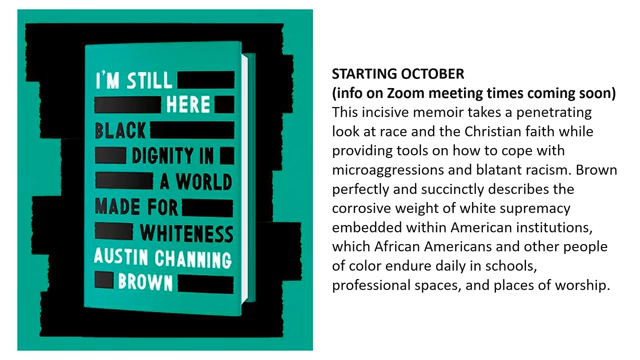 I'M STILL
HERE
BLACK
DIGNITY IN
A WORLD
MADE FOR
WHITENESS
AUSTIN CHANNING
BROWN
STARTING OCTOBER
(info on Zoom meeting times coming soon)
This incisive memoir takes a penetrating
look at race and the Christian faith while
providing tools on how to cope with
microaggressions and blatant racism. Brown
perfectly and succinctly describes the
corrosive weight of white supremacy
embedded within American institutions,
which African Americans and other people
of color endure daily in schools,
professional spaces, and places of worship.